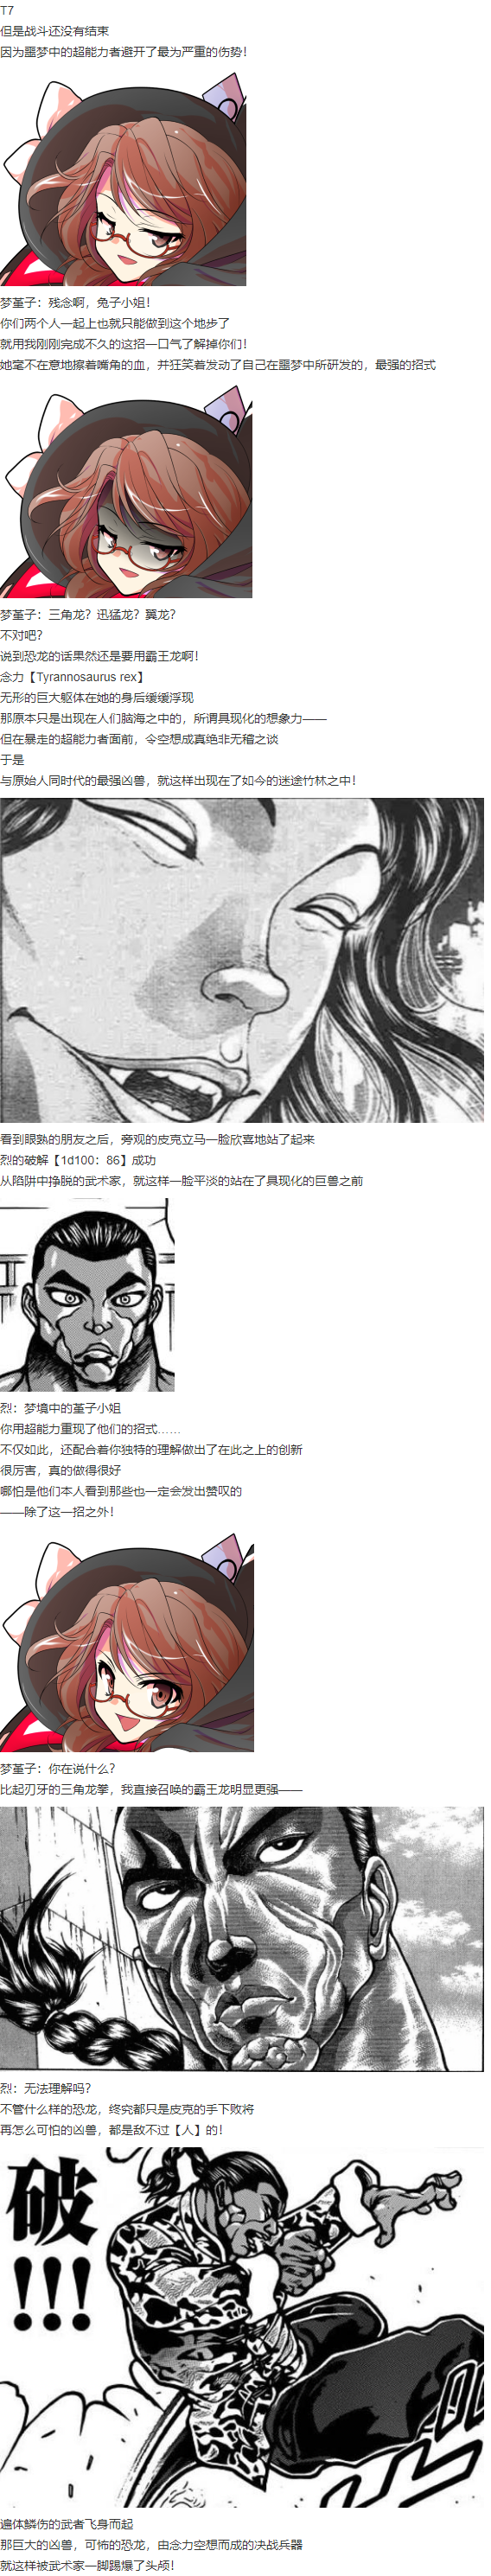 T7
但是战斗还没有结束
因为噩梦中的超能力者避开了最为严重的伤势！
梦堇子：残念啊，兔子小姐！
你们两个人一起上也就只能做到这个地步了
就用我刚刚完成不久的这招一口气了解掉你们！
她毫不在意地擦着嘴角的血，并狂笑着发动了自己在噩梦中所研发的，最强的招式
梦堇子：三角龙？迅猛龙？翼龙？
不对吧？
说到恐龙的话果然还是要用霸王龙啊！
念力【Tyrannosaurus rex】
无形的巨大躯体在她的身后缓缓浮现
那原本只是出现在人们脑海之中的，所谓具现化的想象力——
但在暴走的超能力者面前，令空想成真绝非无稽之谈
于是
与原始人同时代的最强凶兽，就这样出现在了如今的迷途竹林之中！
看到眼熟的朋友之后，旁观的皮克立马一脸欣喜地站了起来
烈的破解【1d100：86】成功
从陷阱中挣脱的武术家，就这样一脸平淡的站在了具现化的巨兽之前
烈：梦境中的堇子小姐
你用超能力重现了他们的招式……
不仅如此，还配合着你独特的理解做出了在此之上的创新
很厉害，真的做得很好
哪怕是他们本人看到那些也一定会发出赞叹的
——除了这一招之外！
梦堇子：你在说什么？
比起刃牙的三角龙拳，我直接召唤的霸王龙明显更强——
烈：无法理解吗？
不管什么样的恐龙，终究都只是皮克的手下败将
再怎么可怕的凶兽，都是敌不过【人】的！
破!!!
遍体鳞伤的武者飞身而起
那巨大的凶兽，可怖的恐龙，由念力空想而成的决战兵器
就这样被武术家一脚踢爆了头颅！